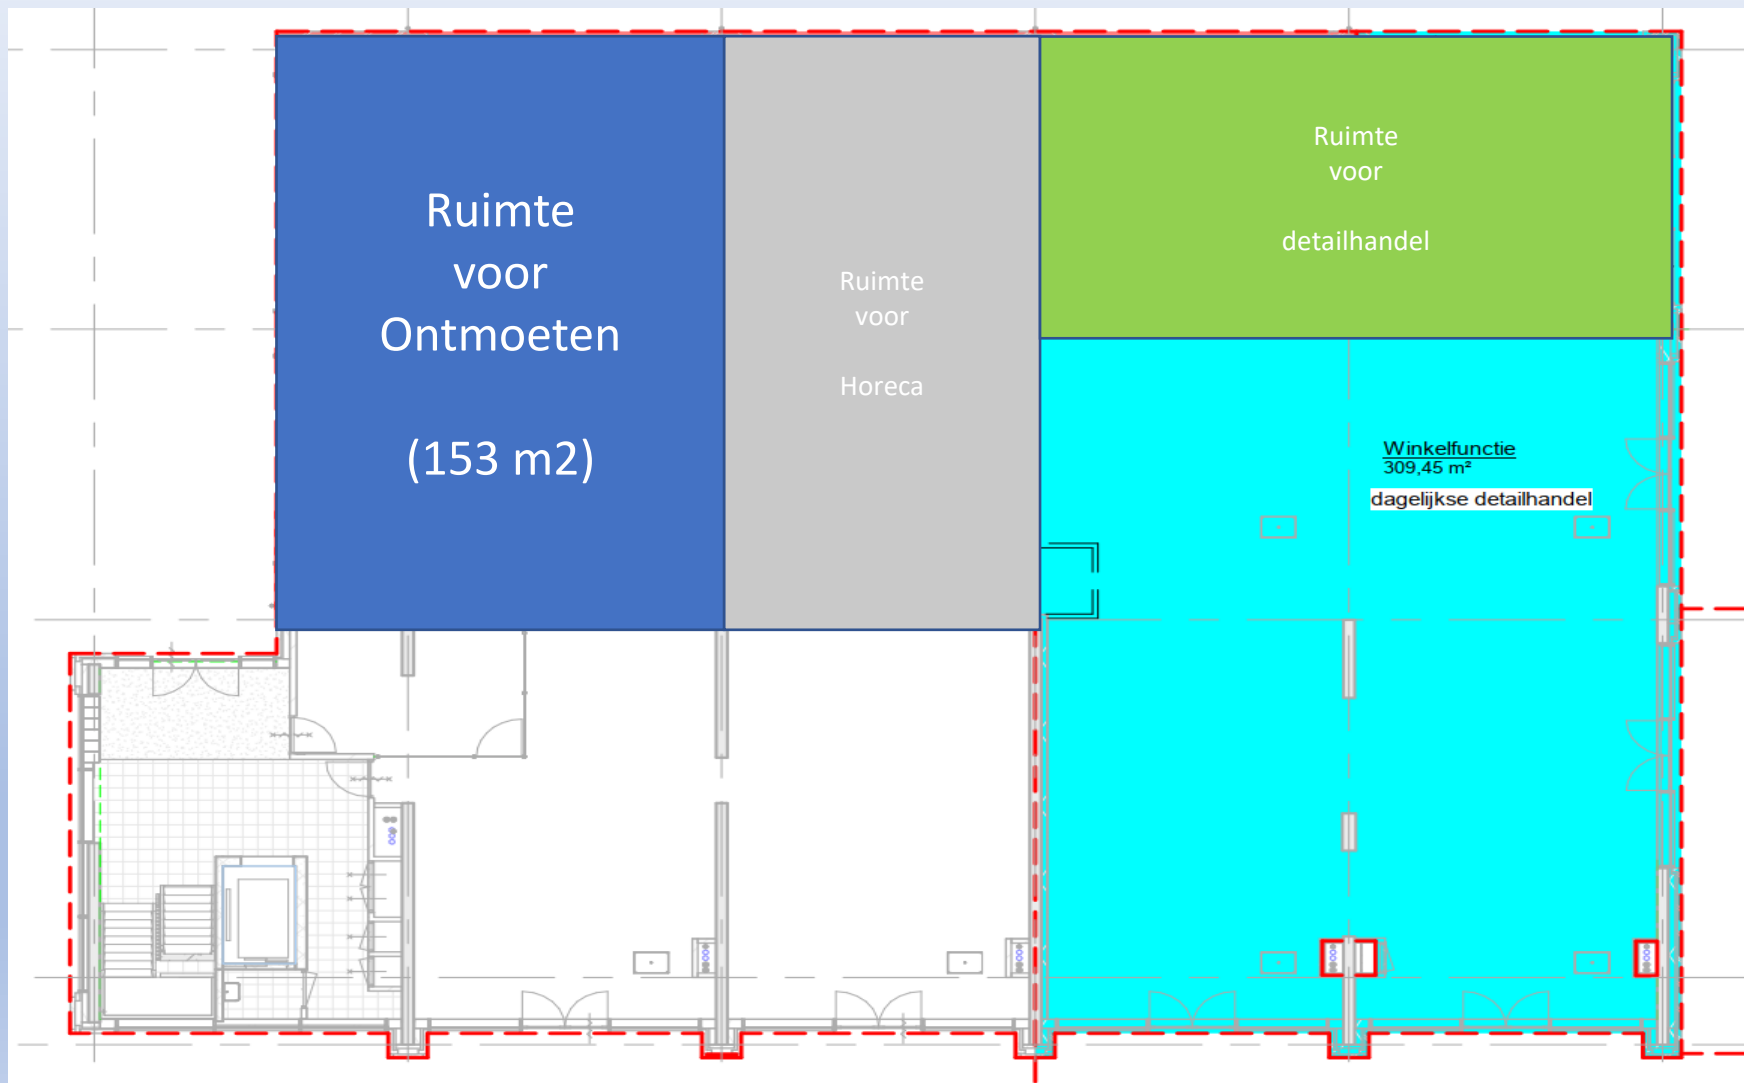 Ruimte
voor
Ontmoeten
(153 m2)
Ruimte
voor
Horeca
Ruimte
voor
detailhandel
Winkelfunctie
309,45 m²
dagelijkse detailhandel